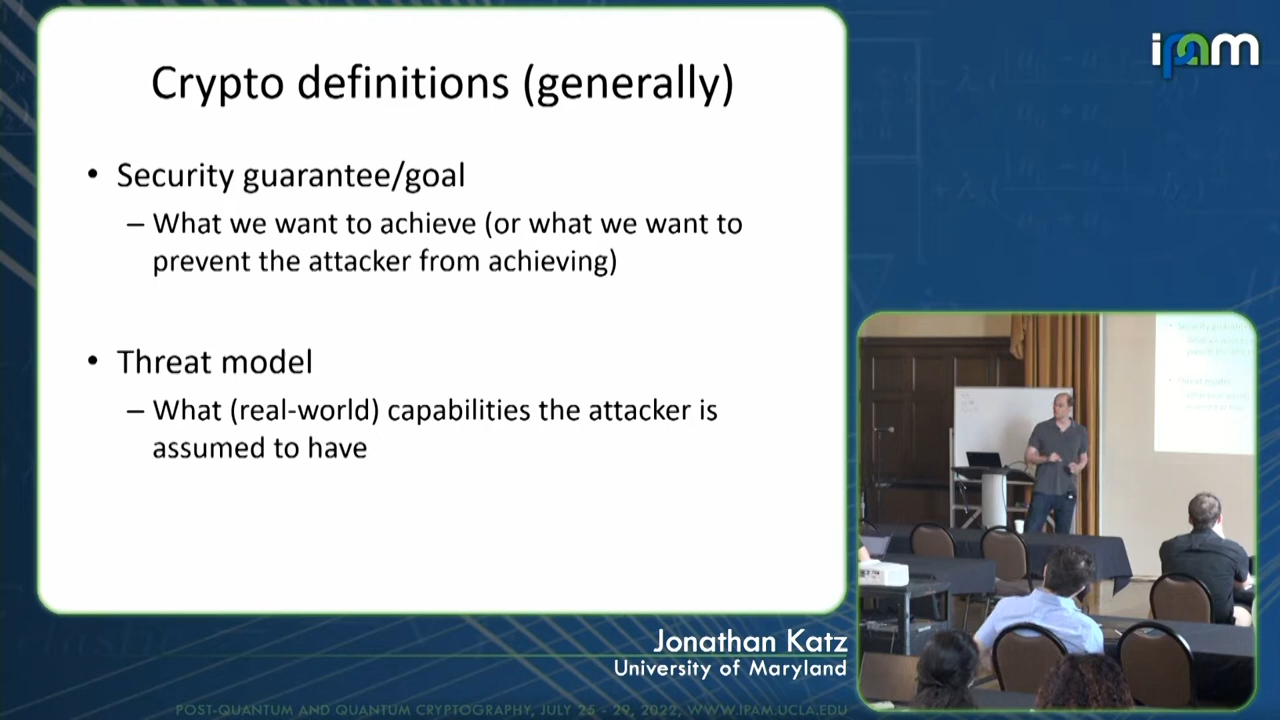 Crypto definitions (generally)
• Security guarantee/goal
– What we want to achieve (or what we want to
prevent the attacker from achieving)
• Threat model
– What (real-world) capabilities the attacker is
assumed to have
ipam
Jonathan Katz
University of Maryland
POST-QUANTUM AND QUANTUM CRYPTOGRAPHY, JULY 25 - 29, 2022, WWW.IPAM.UCLA.EDU